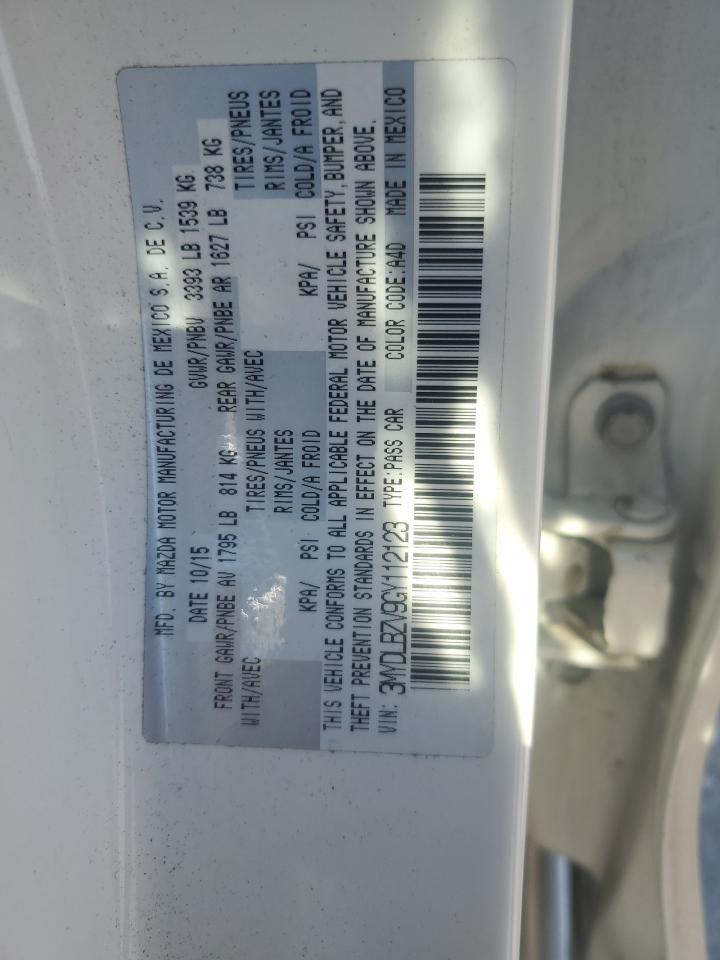 MFD. BY MAZDA MOTOR MANUFACTURING DE MEXICO S.A. DE C.V.
DATE 10/15 GVWR/PNBV 3393 LB 1539 KG
FRONT GAWR/PNBE AV 1795 LB 814 KG REAR GAWR/PNBE AR 1627 LB 738 KG
WITH/AVEC TIRES/PNEUS WITH/AVEC TIRES/PNEUS
RIMS/JANTES RIMS/JANTES
KPA/ PSI COLD/A FROID KPA/ PSI COLD/A FROID
THIS VEHICLE CONFORMS TO ALL APPLICABLE FEDERAL MOTOR VEHICLE SAFETY, BUMPER, AND
THEFT PREVENTION STANDARDS IN EFFECT ON THE DATE OF MANUFACTURE SHOWN ABOVE.
VIN: 3MYDLBZV9GY112123 TYPE:PASS CAR COLOR CODE:A4D MADE IN MEXICO